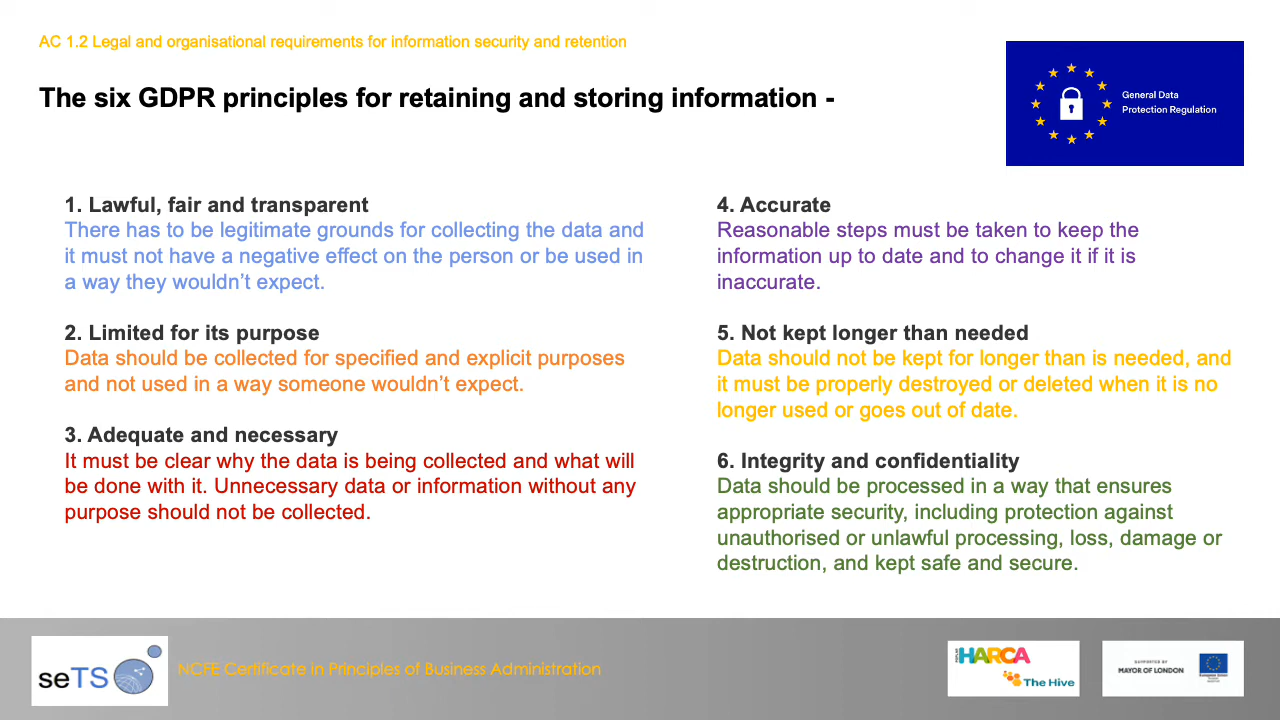 AC 1.2 Legal and organisational requirements for information security and retention
The six GDPR principles for retaining and storing information -
General Data
Protection Regulation
1. Lawful, fair and transparent
There has to be legitimate grounds for collecting the data and
it must not have a negative effect on the person or be used in
a way they wouldn’t expect.
2. Limited for its purpose
Data should be collected for specified and explicit purposes
and not used in a way someone wouldn’t expect.
3. Adequate and necessary
It must be clear why the data is being collected and what will
be done with it. Unnecessary data or information without any
purpose should not be collected.
4. Accurate
Reasonable steps must be taken to keep the
information up to date and to change it if it is
inaccurate.
5. Not kept longer than needed
Data should not be kept for longer than is needed, and
it must be properly destroyed or deleted when it is no
longer used or goes out of date.
6. Integrity and confidentiality
Data should be processed in a way that ensures
appropriate security, including protection against
unauthorised or unlawful processing, loss, damage or
destruction, and kept safe and secure.
seTS
NCFE Certificate in Principles of Business Administration
HARCA
The Hive
SUPPORTED BY
MAYOR OF LONDON
European Union